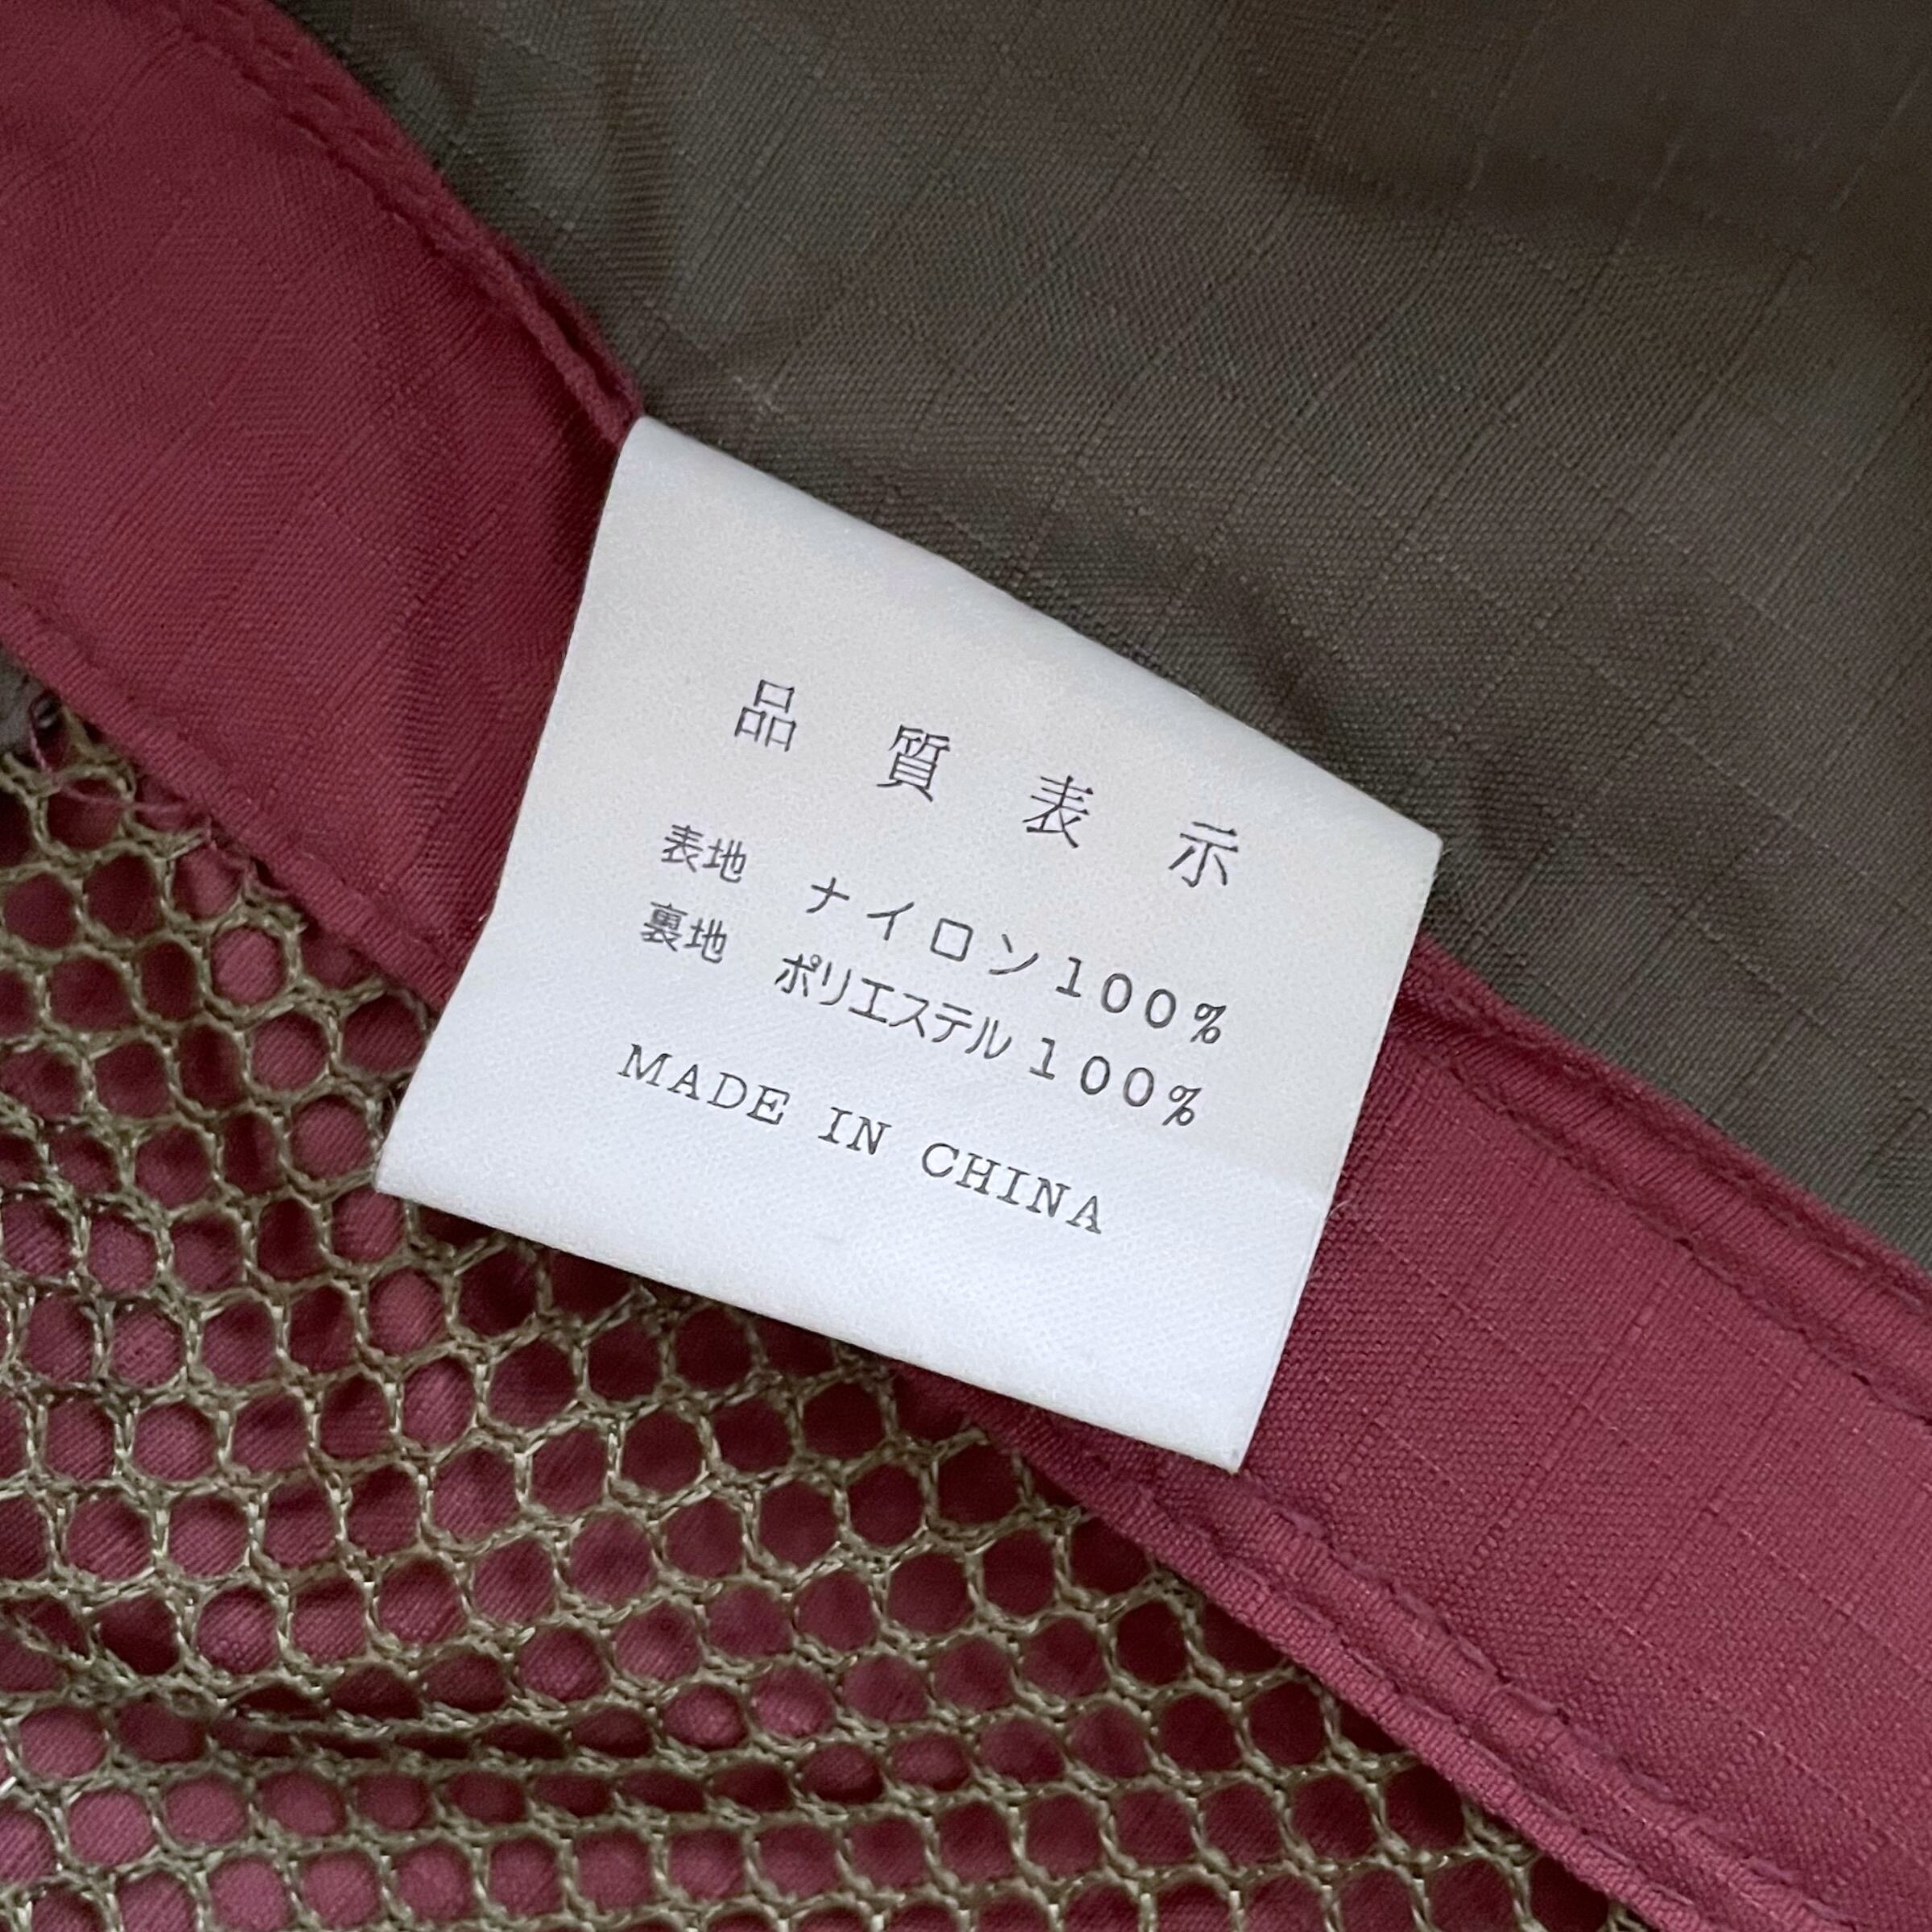 品質表示
表地 ナイロン100%
裏地 ポリエステル100%
MADE IN CHINA